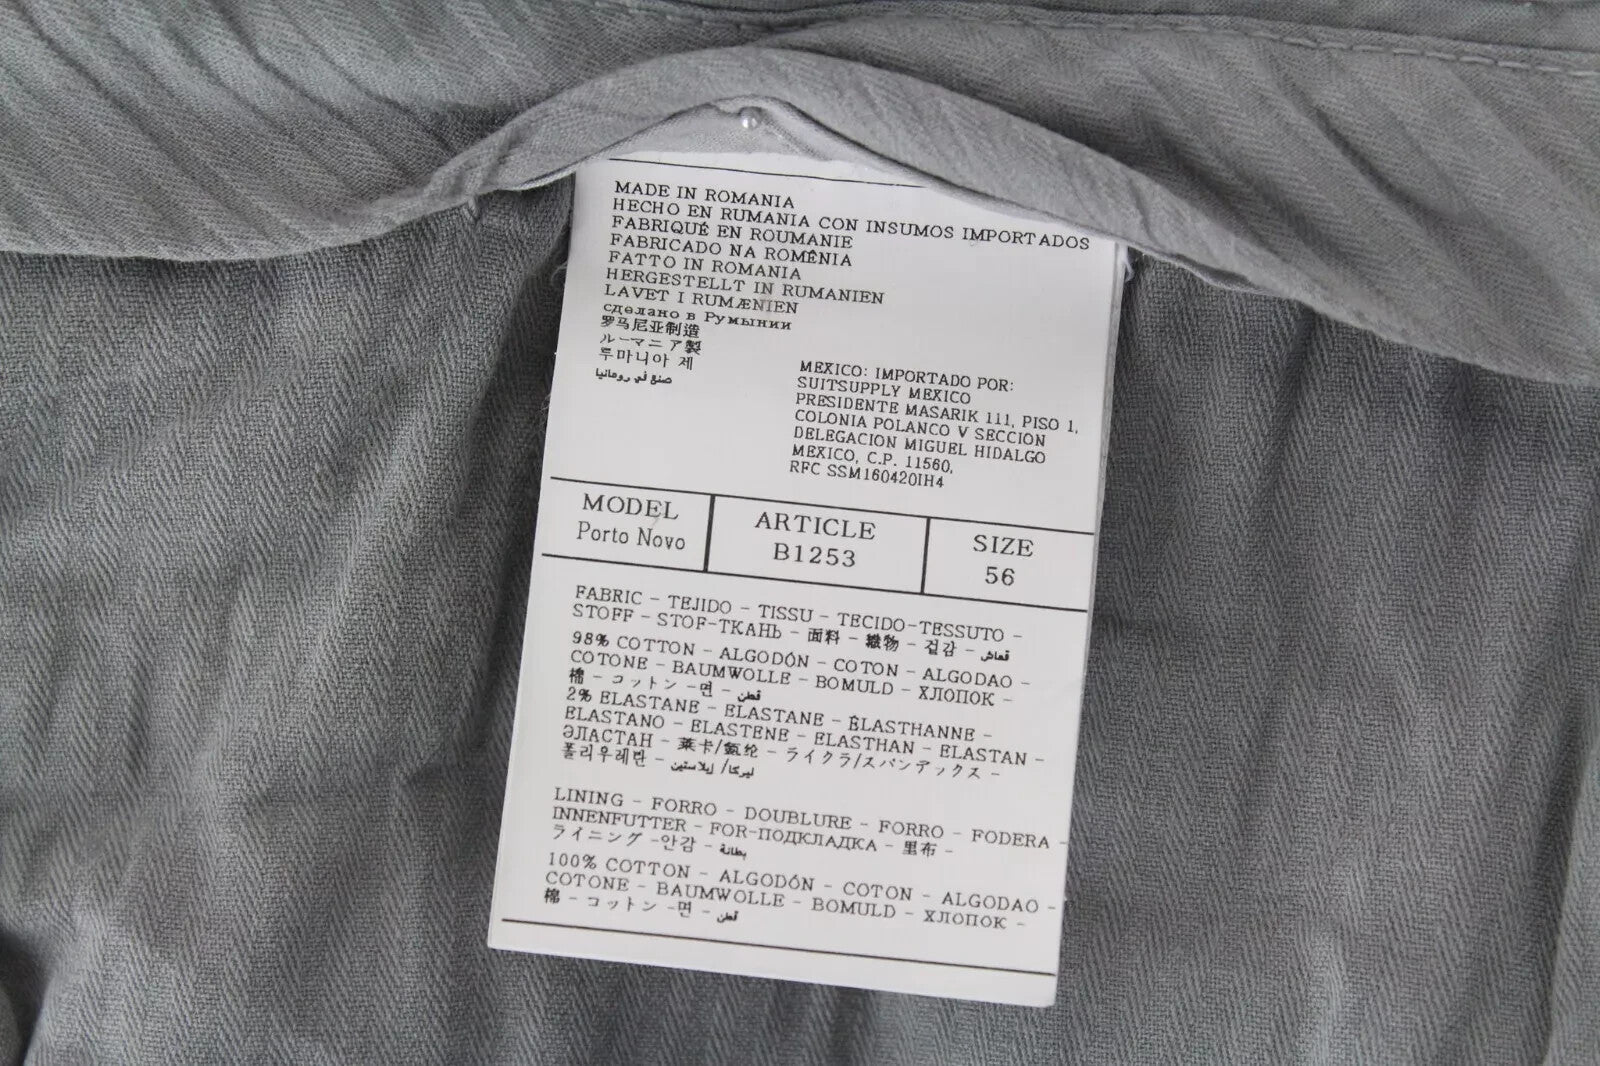 MADE IN ROMANIA
HECHO EN RUMANIA CON INSUMOS IMPORTADOS
FABRIQUÉ EN ROUMANIE
FABRICADO NA ROMÊNIA
FATTO IN ROMANIA
HERGESTELLT IN RUMANIEN
LAVET I RUMÆNIEN
сделано в Румынии
罗马尼亚制造
ルーマニア製
루마니아 제
صنع في رومانيا
MEXICO: IMPORTADO POR:
SUITSUPPLY MEXICO
PRESIDENTE MASARIK 111, PISO 1,
COLONIA POLANCO V SECCION
DELEGACION MIGUEL HIDALGO
MEXICO, C.P. 11560,
RFC SSM160420IH4
MODEL
Porto Novo
ARTICLE
B1253
SIZE
56
FABRIC - TEJIDO - TISSU - TECIDO-TESSUTO -
STOFF - STOF-ТКАНЬ - 面料 - 織物 - 겉감 - قماش
98% COTTON - ALGODÓN - COTON - ALGODAO -
COTONE - BAUMWOLLE - BOMULD - ХЛОПОК -
棉 - コットン -면 - قطن
2% ELASTANE - ELASTANE - ÉLASTHANNE -
ELASTANO - ELASTENE - ELASTHAN - ELASTAN -
ЭЛАСТАН - 莱卡/氨纶 - ライクラ/スパンデックス -
폴리우레탄 - ليركا/ إيلاستين
LINING - FORRO - DOUBLURE - FORRO - FODERA -
INNENFUTTER - FOR-ПОДКЛАДКА - 里布 -
ライニング -안감 - بطانة
100% COTTON - ALGODÓN - COTON - ALGODAO -
COTONE - BAUMWOLLE - BOMULD - ХЛОПОК -
棉 - コットン -면 - قطن